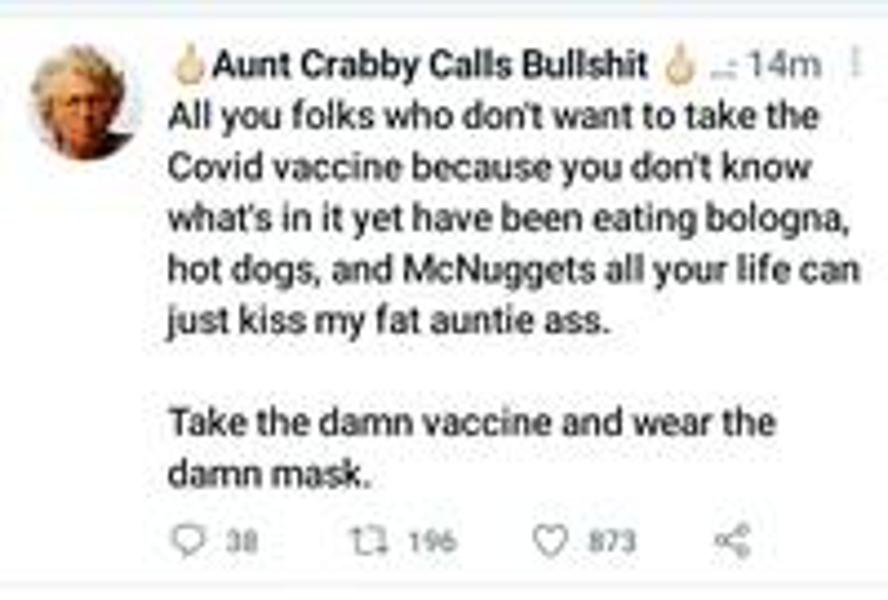 🖕Aunt Crabby Calls Bullshit 🖕 ...· 14m
All you folks who don't want to take the
Covid vaccine because you don't know
what's in it yet have been eating bologna,
hot dogs, and McNuggets all your life can
just kiss my fat auntie ass.
Take the damn vaccine and wear the
damn mask.
38 196 873